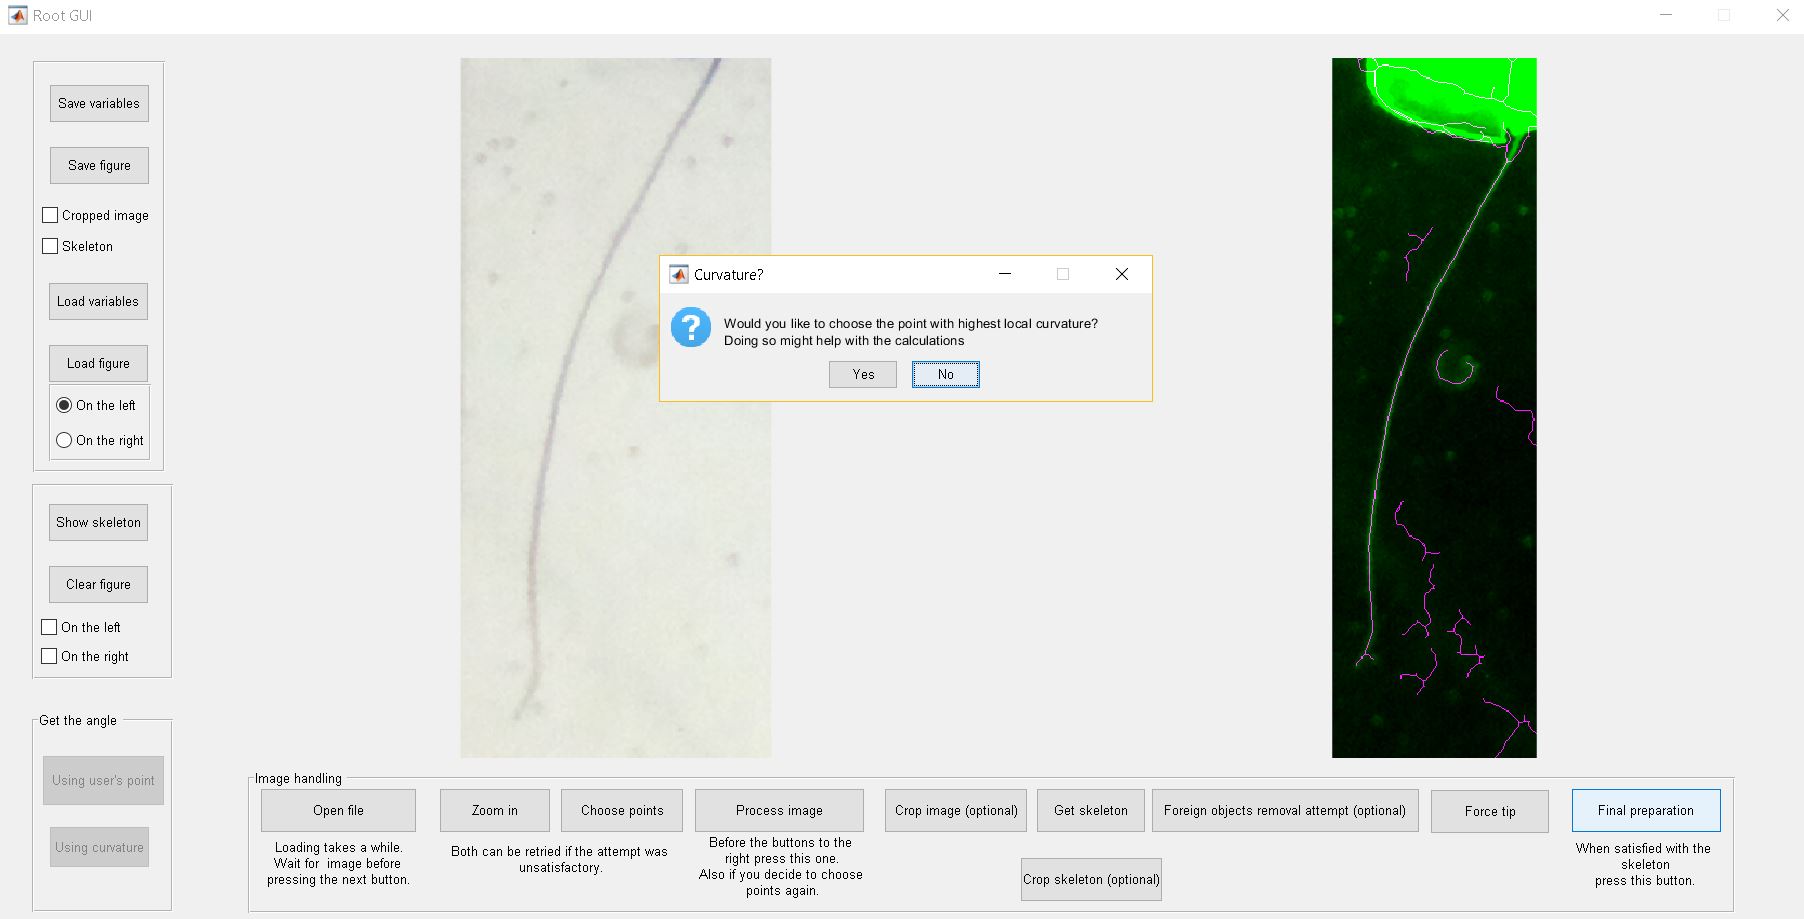 Root GUI
Save variables
Save figure
Cropped image
Skeleton
Load variables
Load figure
On the left
On the right
Show skeleton
Clear figure
On the left
On the right
Get the angle
Using user's point
Using curvature
Curvature?
Would you like to choose the point with highest local curvature?
Doing so might help with the calculations
Yes
No
Image handling
Open file
Loading takes a while.
Wait for image before
pressing the next button.
Zoom in
Choose points
Both can be retried if the attempt was
unsatisfactory.
Process image
Before the buttons to the
right press this one.
Also if you decide to choose
points again.
Crop image (optional)
Get skeleton
Foreign objects removal attempt (optional)
Crop skeleton (optional)
Force tip
Final preparation
When satisfied with the
skeleton
press this button.